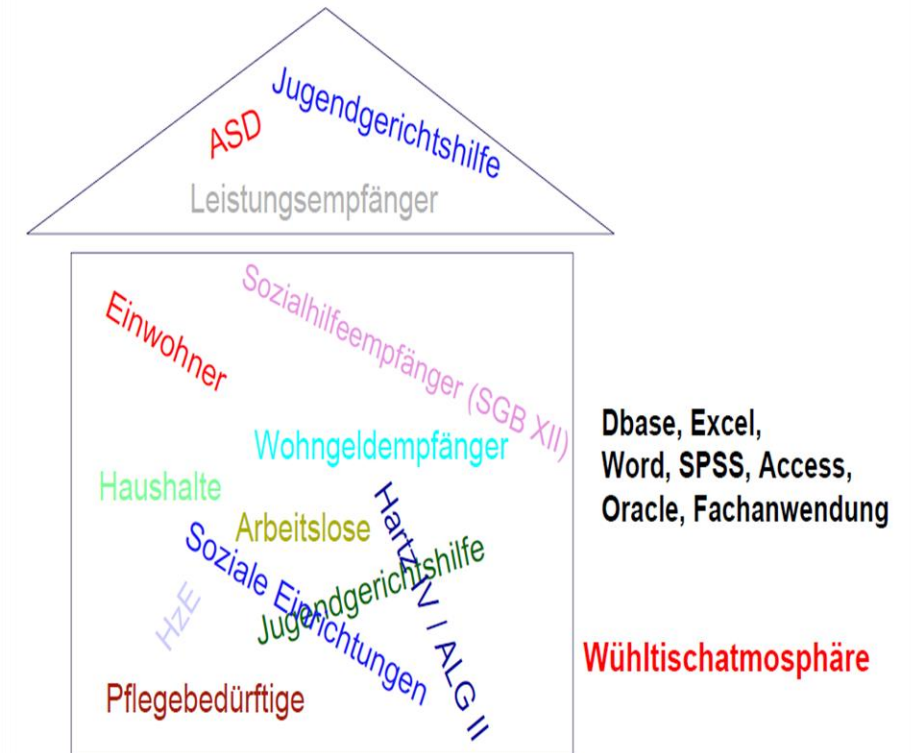 Jugendgerichtshilfe
ASD
Leistungsempfänger
Einwohner
Sozialhilfeempfänger (SGB XII)
Wohngeldempfänger
Haushalte
Arbeitslose
Hartz IV / ALG II
Soziale Einrichtungen
Jugendgerichtshilfe
HzE
Pflegebedürftige
Dbase, Excel,
Word, SPSS, Access,
Oracle, Fachanwendung
Wühltischatmosphäre